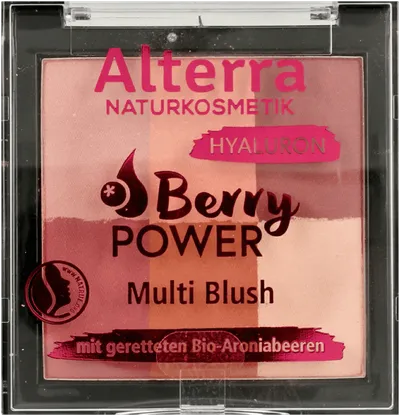 Alterra
NATURKOSMETIK
HYALURON
Berry
POWER
Multi Blush
mit geretteten Bio-Aroniabeeren